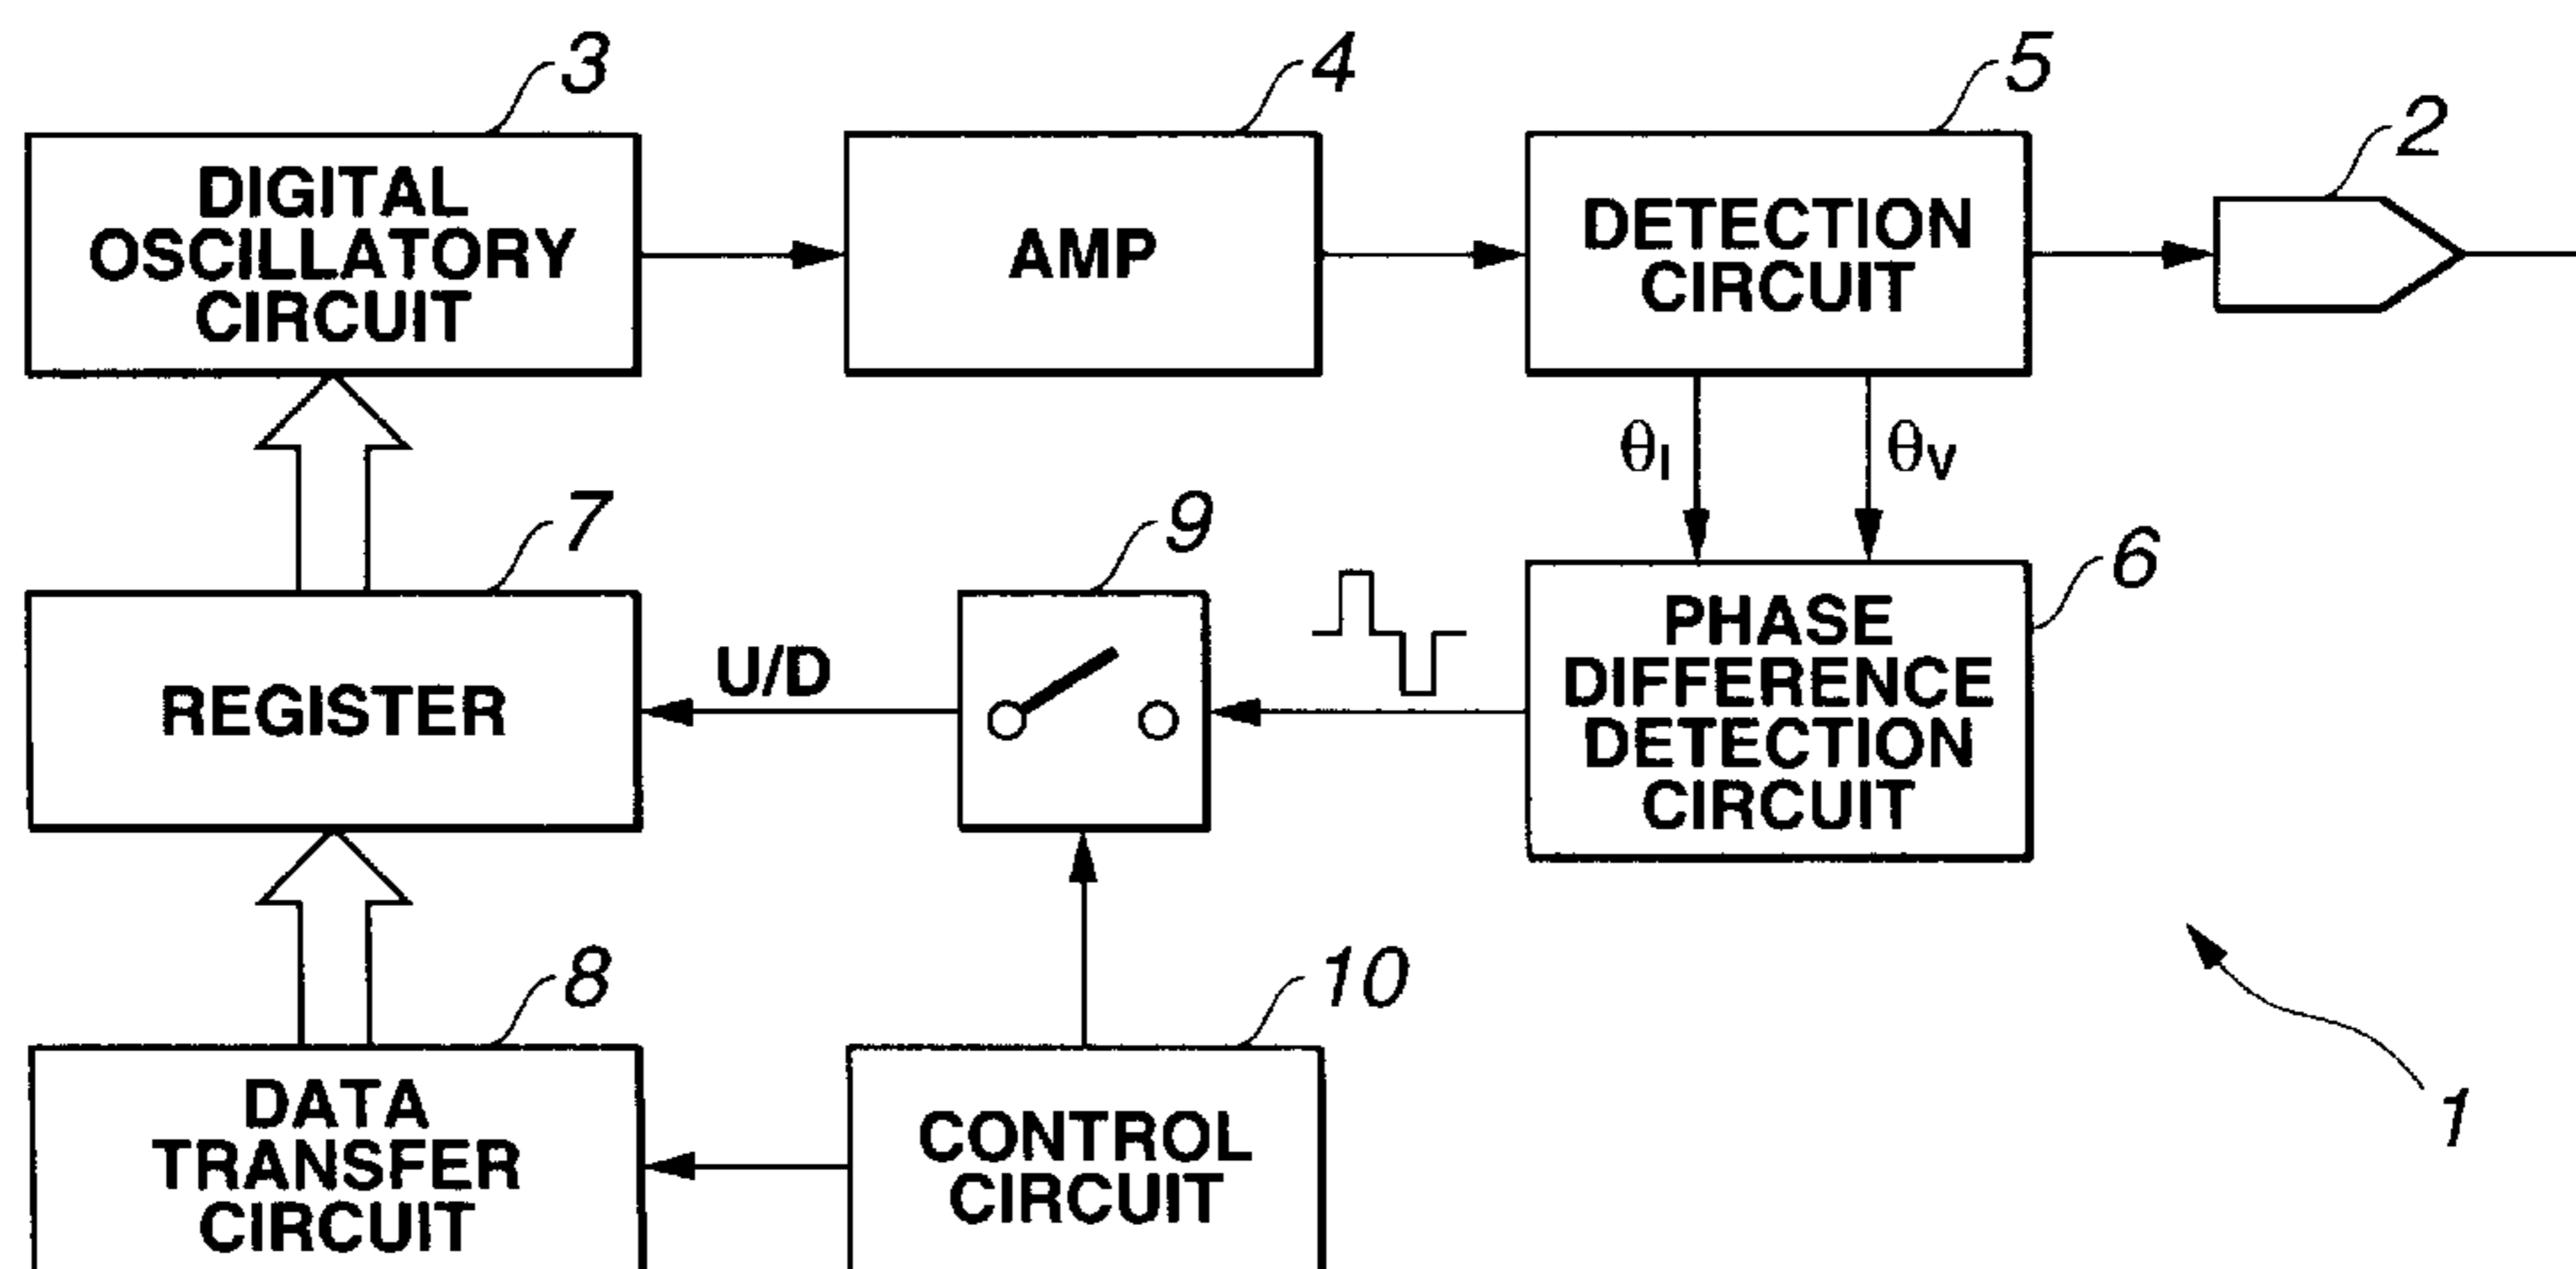 3
4
5
2
DIGITAL
OSCILLATORY
CIRCUIT
AMP
DETECTION
CIRCUIT
θI
θV
7
9
6
REGISTER
U/D
PHASE
DIFFERENCE
DETECTION
CIRCUIT
8
10
1
DATA
TRANSFER
CIRCUIT
CONTROL
CIRCUIT